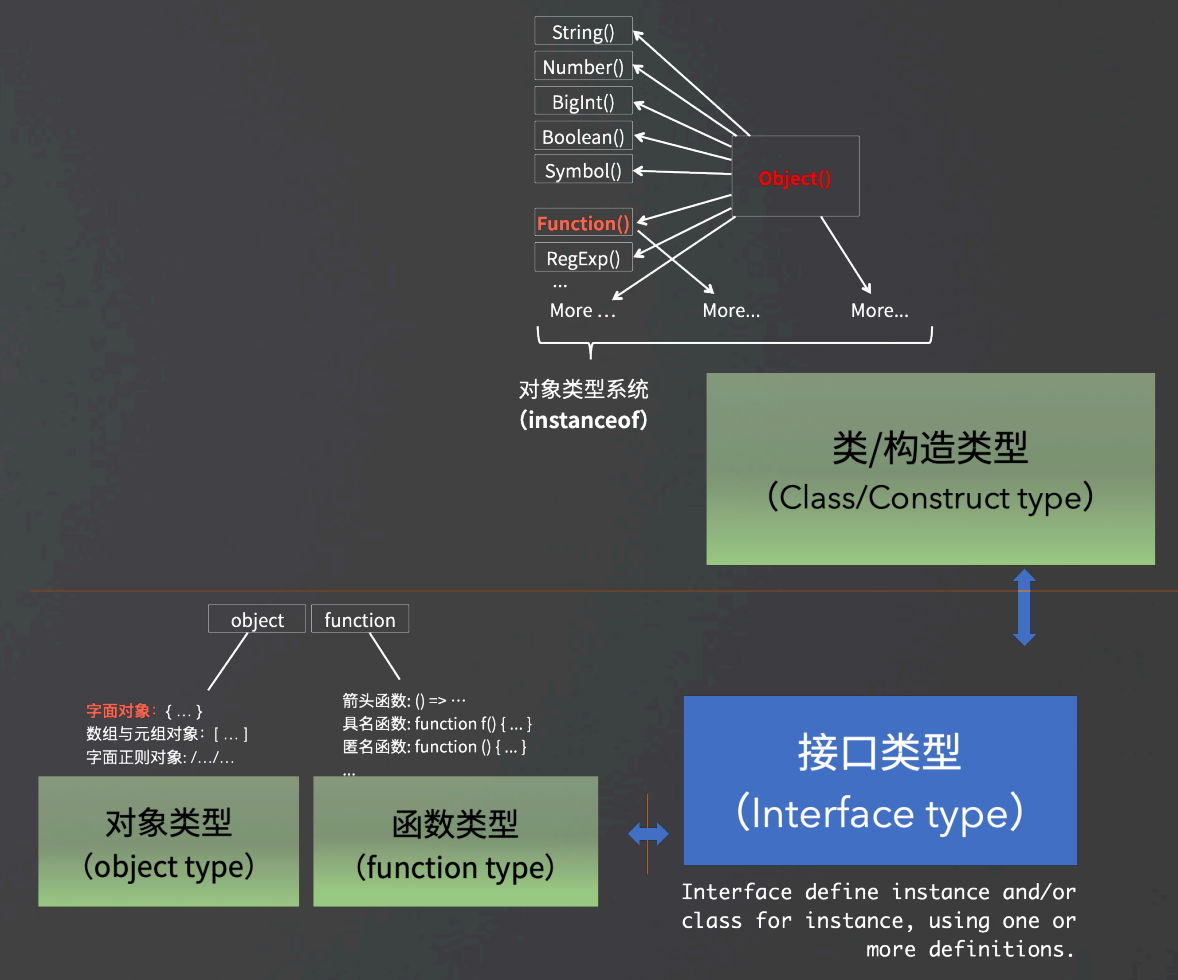 String()
Number()
BigInt()
Boolean()
Symbol()
Object()
Function()
RegExp()
...
More ...
More...
More...
对象类型系统
（instanceof）
类/构造类型
（Class/Construct type）
object
function
字面对象：{ ... }
数组与元组对象：[ ... ]
字面正则对象: /.../...
箭头函数: () => ···
具名函数: function f() { ... }
匿名函数: function () { ... }
...
对象类型
（object type）
函数类型
（function type）
接口类型
（Interface type）
Interface define instance and/or
class for instance, using one or
more definitions.